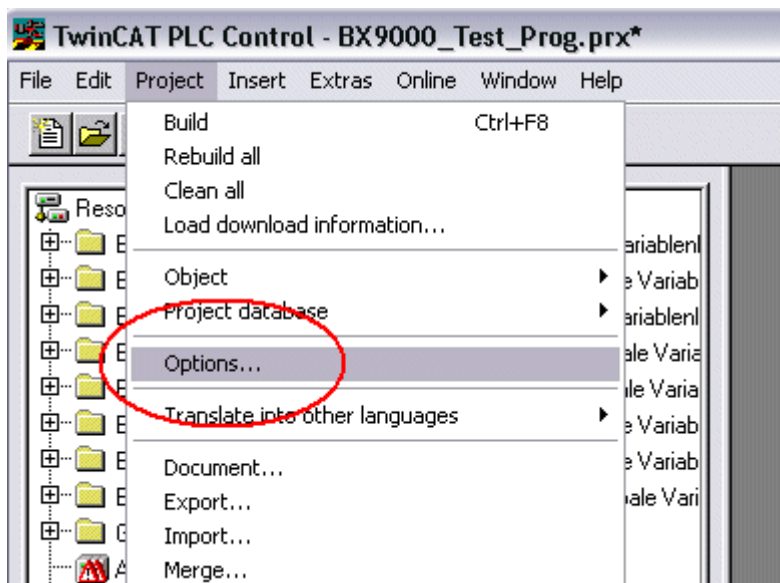 TwinCAT PLC Control - BX9000_Test_Prog.prx*
File Edit Project Insert Extras Online Window Help
Build Ctrl+F8
Rebuild all
Clean all
Load download information...
Object
Project database
Options...
Translate into other languages
Document...
Export...
Import...
Merge...